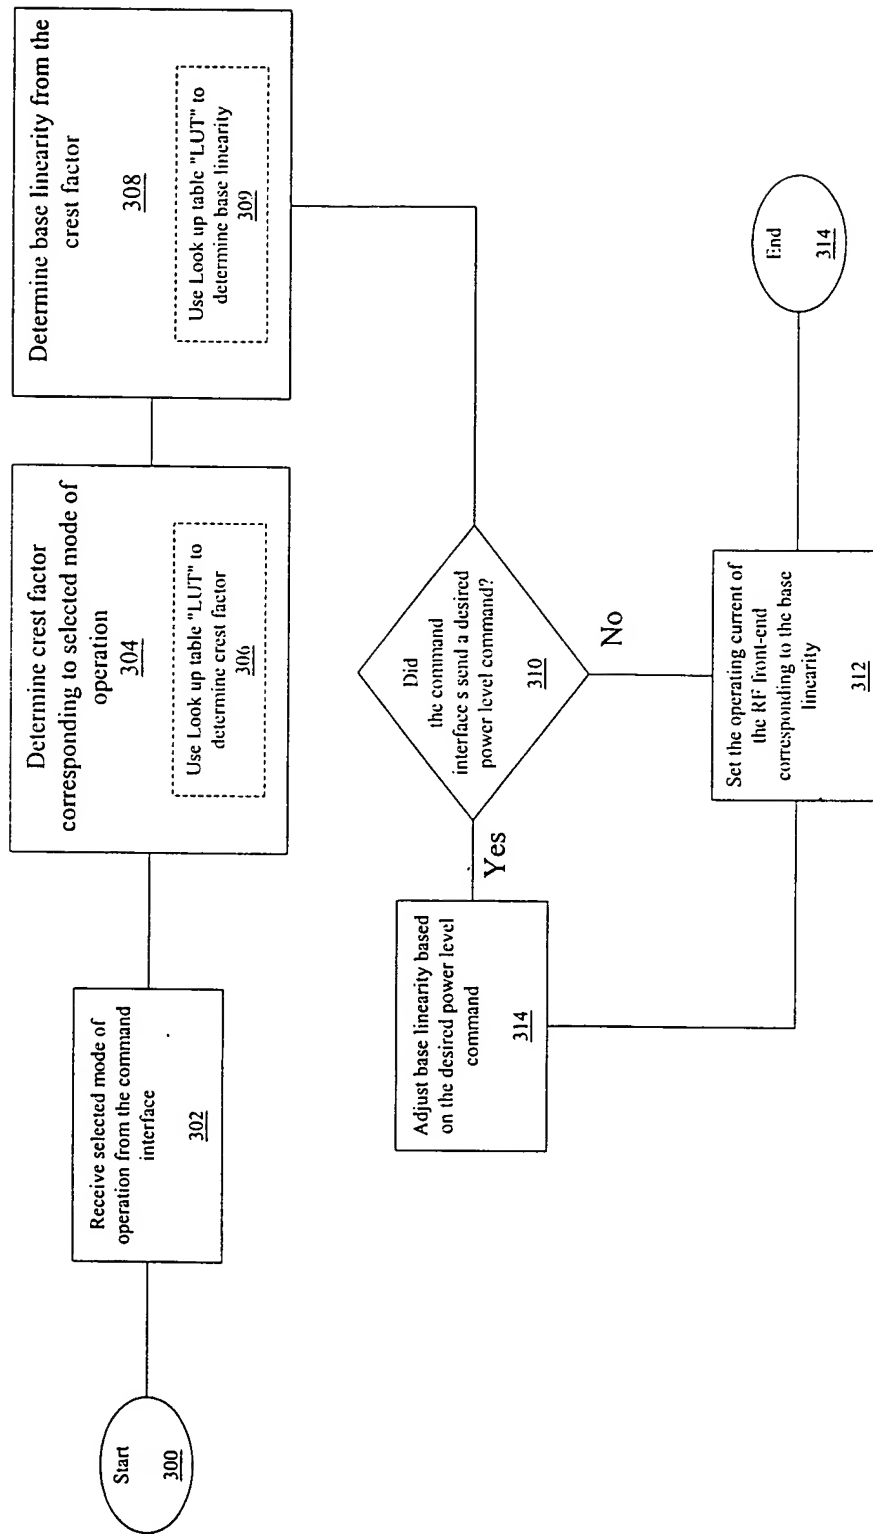 Start
300
Receive selected mode of
operation from the command
interface
302
Determine crest factor
corresponding to selected mode of
operation
304
Use Look up table "LUT" to
determine crest factor
306
Determine base linearity from the
crest factor
308
Use Look up table "LUT" to
determine base linearity
309
Did
the command
interface s send a desired
power level command?
310
Yes
No
Adjust base linearity based
on the desired power level
command
314
Set the operating current of
the RF front-end
corresponding to the base
linearity
312
End
314